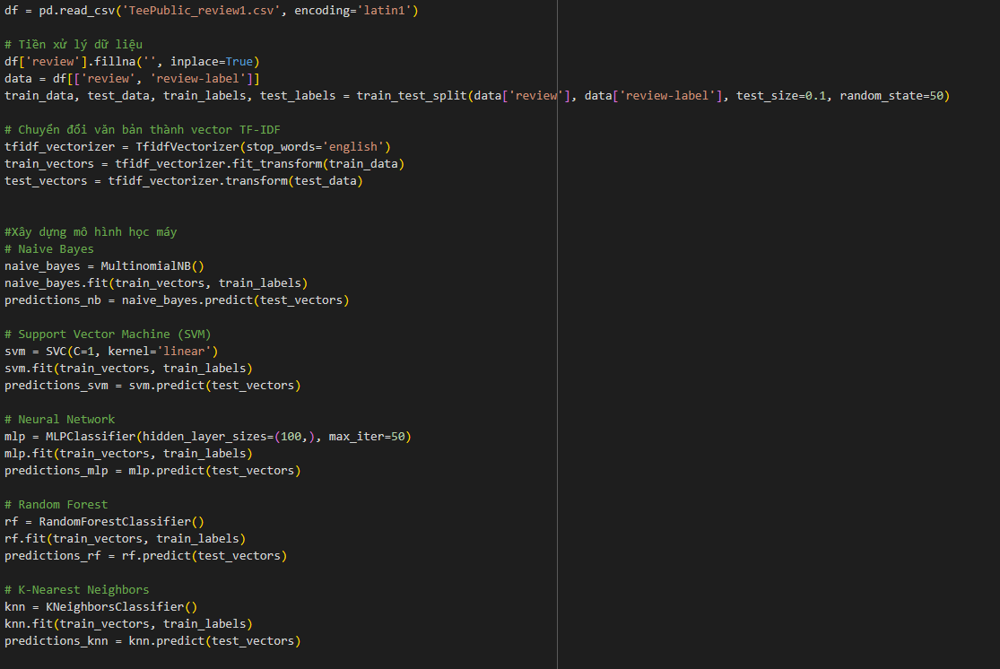 df = pd.read_csv('TeePublic_review1.csv', encoding='latin1')
# Tiền xử lý dữ liệu
df['review'].fillna('', inplace=True)
data = df[['review', 'review-label']]
train_data, test_data, train_labels, test_labels = train_test_split(data['review'], data['review-label'], test_size=0.1, random_state=50)
# Chuyển đổi văn bản thành vector TF-IDF
tfidf_vectorizer = TfidfVectorizer(stop_words='english')
train_vectors = tfidf_vectorizer.fit_transform(train_data)
test_vectors = tfidf_vectorizer.transform(test_data)
#Xây dựng mô hình học máy
# Naive Bayes
naive_bayes = MultinomialNB()
naive_bayes.fit(train_vectors, train_labels)
predictions_nb = naive_bayes.predict(test_vectors)
# Support Vector Machine (SVM)
svm = SVC(C=1, kernel='linear')
svm.fit(train_vectors, train_labels)
predictions_svm = svm.predict(test_vectors)
# Neural Network
mlp = MLPClassifier(hidden_layer_sizes=(100,), max_iter=50)
mlp.fit(train_vectors, train_labels)
predictions_mlp = mlp.predict(test_vectors)
# Random Forest
rf = RandomForestClassifier()
rf.fit(train_vectors, train_labels)
predictions_rf = rf.predict(test_vectors)
# K-Nearest Neighbors
knn = KNeighborsClassifier()
knn.fit(train_vectors, train_labels)
predictions_knn = knn.predict(test_vectors)